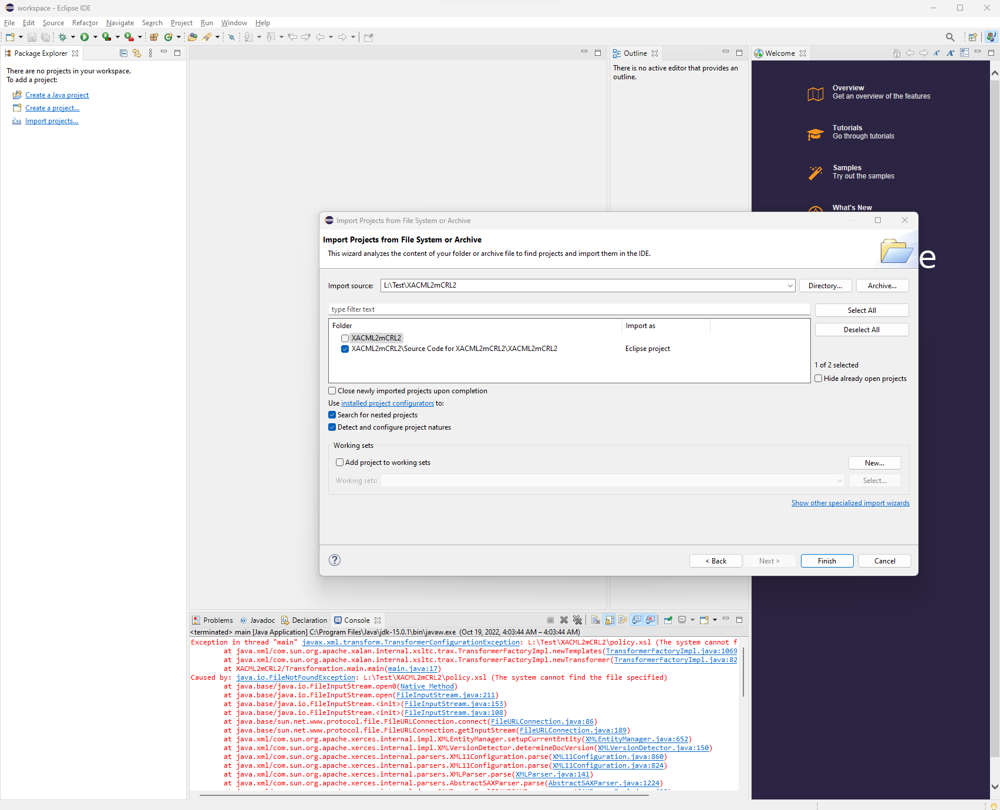 workspace - Eclipse IDE
File Edit Source Refactor Navigate Search Project Run Window Help
Package Explorer
There are no projects in your workspace.
To add a project:
Create a Java project
Create a project...
Import projects...
Outline
There is no active editor that provides an
outline.
Welcome
Overview
Get an overview of the features
Tutorials
Go through tutorials
Samples
Try out the samples
What's New
e
Import Projects from File System or Archive
Import Projects from File System or Archive
This wizard analyzes the content of your folder or archive file to find projects and import them in the IDE.
Import source: L:\Test\XACML2mCRL2 Directory... Archive...
type filter text
Select All
Folder Import as
Deselect All
XACML2mCRL2
XACML2mCRL2\Source Code for XACML2mCRL2\XACML2mCRL2 Eclipse project
1 of 2 selected
Hide already open projects
Close newly imported projects upon completion
Use installed project configurators to:
Search for nested projects
Detect and configure project natures
Working sets
Add project to working sets New...
Working sets: Select...
Show other specialized import wizards
? < Back Next > Finish Cancel
Problems @ Javadoc Declaration Console
<terminated> main [Java Application] C:\Program Files\Java\jdk-15.0.1\bin\javaw.exe (Oct 19, 2022, 4:03:44 AM – 4:03:44 AM)
Exception in thread "main" javax.xml.transform.TransformerConfigurationException: L:\Test\XACML2mCRL2\policy.xsl (The system cannot f
at java.xml/com.sun.org.apache.xalan.internal.xsltc.trax.TransformerFactoryImpl.newTemplates(TransformerFactoryImpl.java:1069
at java.xml/com.sun.org.apache.xalan.internal.xsltc.trax.TransformerFactoryImpl.newTransformer(TransformerFactoryImpl.java:82
at XACML2mCRL2/Transformation.main.main(main.java:17)
Caused by: java.io.FileNotFoundException: L:\Test\XACML2mCRL2\policy.xsl (The system cannot find the file specified)
at java.base/java.io.FileInputStream.open0(Native Method)
at java.base/java.io.FileInputStream.open(FileInputStream.java:211)
at java.base/java.io.FileInputStream.<init>(FileInputStream.java:153)
at java.base/java.io.FileInputStream.<init>(FileInputStream.java:108)
at java.base/sun.net.www.protocol.file.FileURLConnection.connect(FileURLConnection.java:86)
at java.base/sun.net.www.protocol.file.FileURLConnection.getInputStream(FileURLConnection.java:189)
at java.xml/com.sun.org.apache.xerces.internal.impl.XMLEntityManager.setupCurrentEntity(XMLEntityManager.java:652)
at java.xml/com.sun.org.apache.xerces.internal.impl.XMLVersionDetector.determineDocVersion(XMLVersionDetector.java:150)
at java.xml/com.sun.org.apache.xerces.internal.parsers.XML11Configuration.parse(XML11Configuration.java:860)
at java.xml/com.sun.org.apache.xerces.internal.parsers.XML11Configuration.parse(XML11Configuration.java:824)
at java.xml/com.sun.org.apache.xerces.internal.parsers.XMLParser.parse(XMLParser.java:141)
at java.xml/com.sun.org.apache.xerces.internal.parsers.AbstractSAXParser.parse(AbstractSAXParser.java:1224)